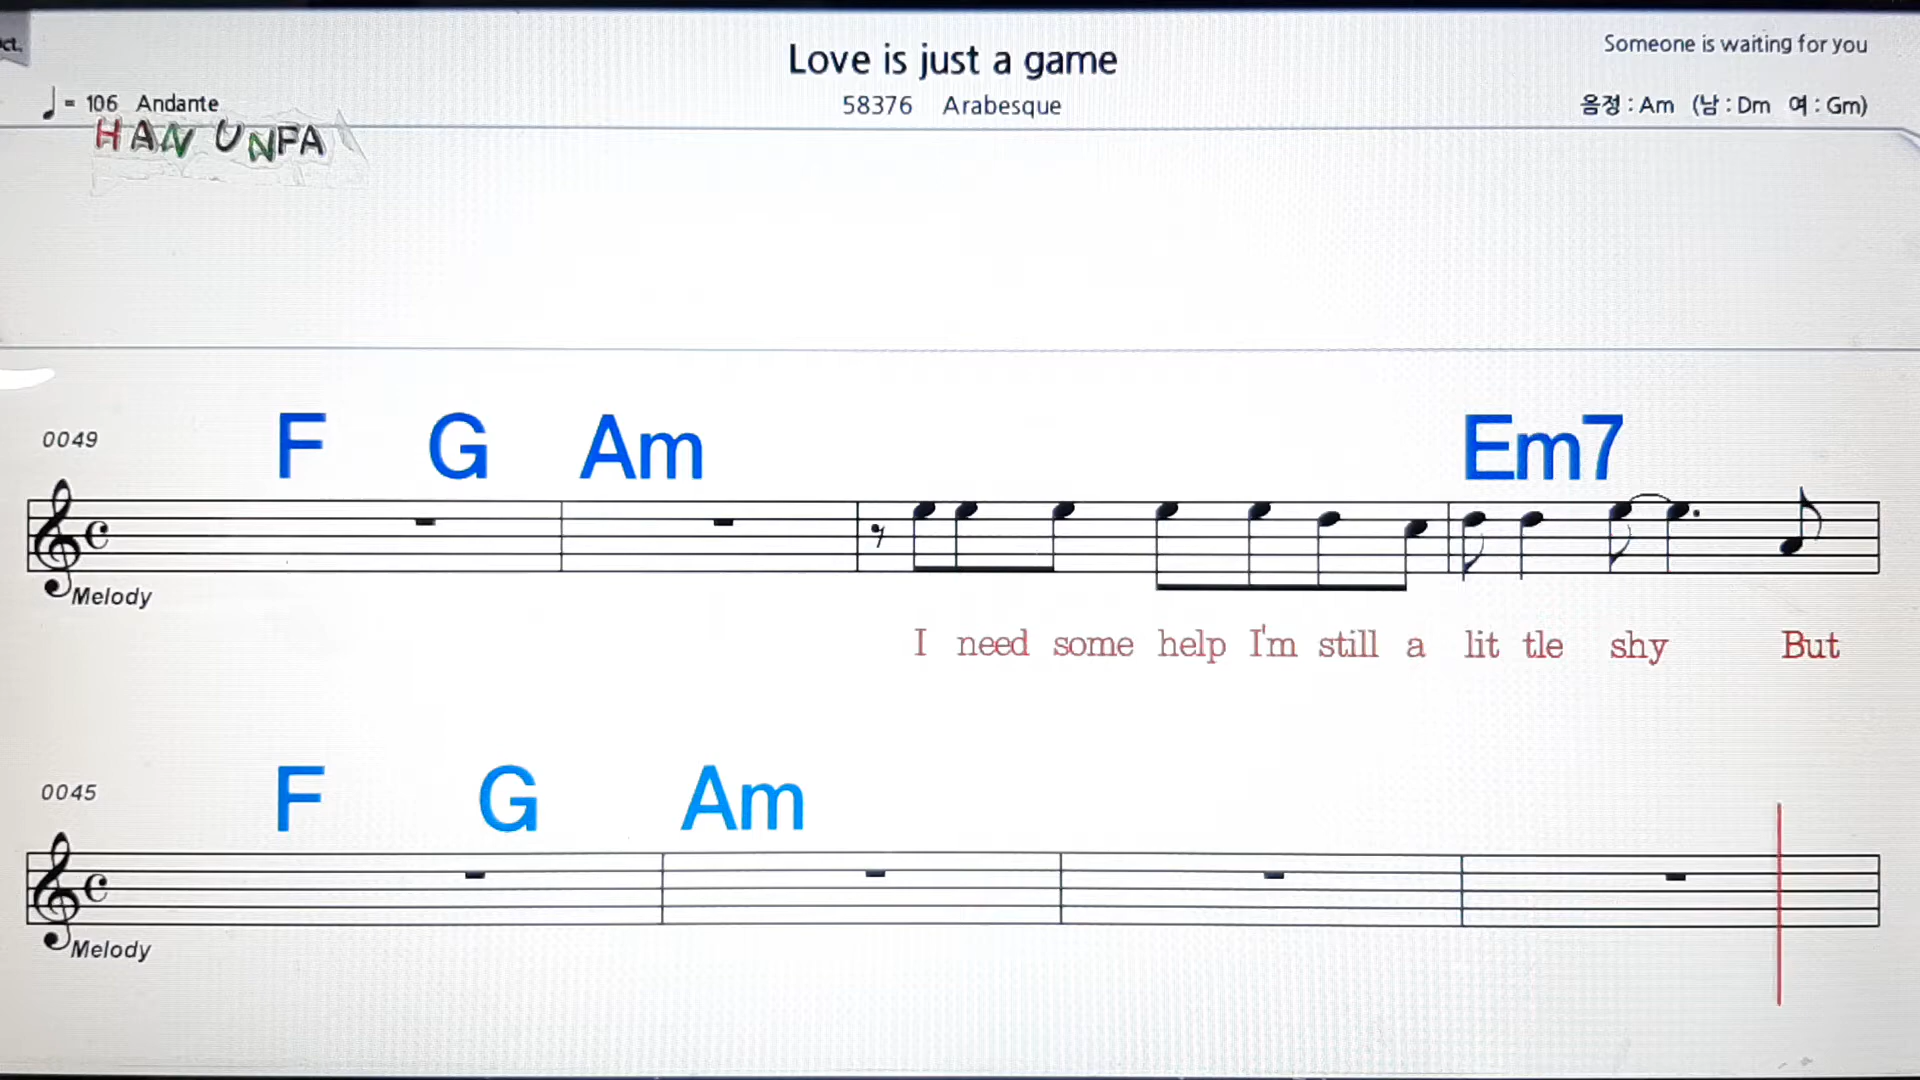 ct.
Love is just a game
Someone is waiting for you
= 106 Andante
58376 Arabesque
음정 : Am (남 : Dm 여 : Gm)
HAN UNFA
0049
F G Am Em7
Melody
I need some help I'm still a lit tle shy But
0045
F G Am
Melody